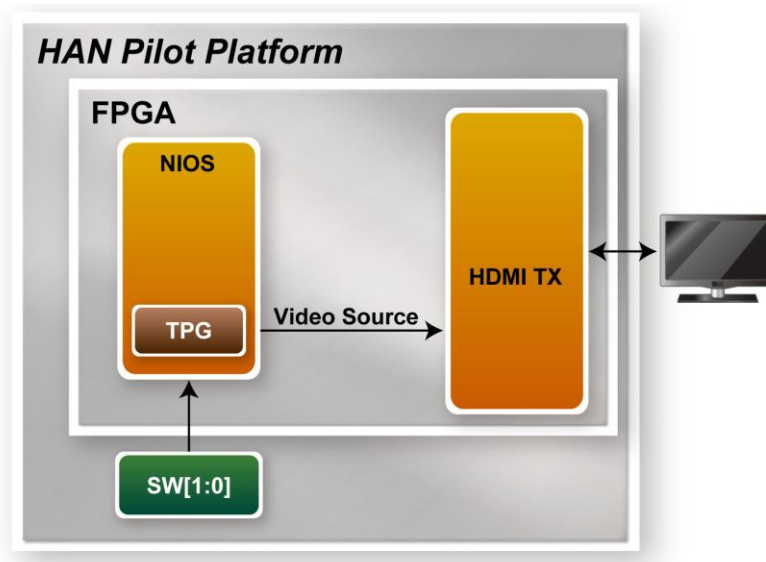 HAN Pilot Platform
FPGA
NIOS
TPG
Video Source
HDMI TX
SW[1:0]